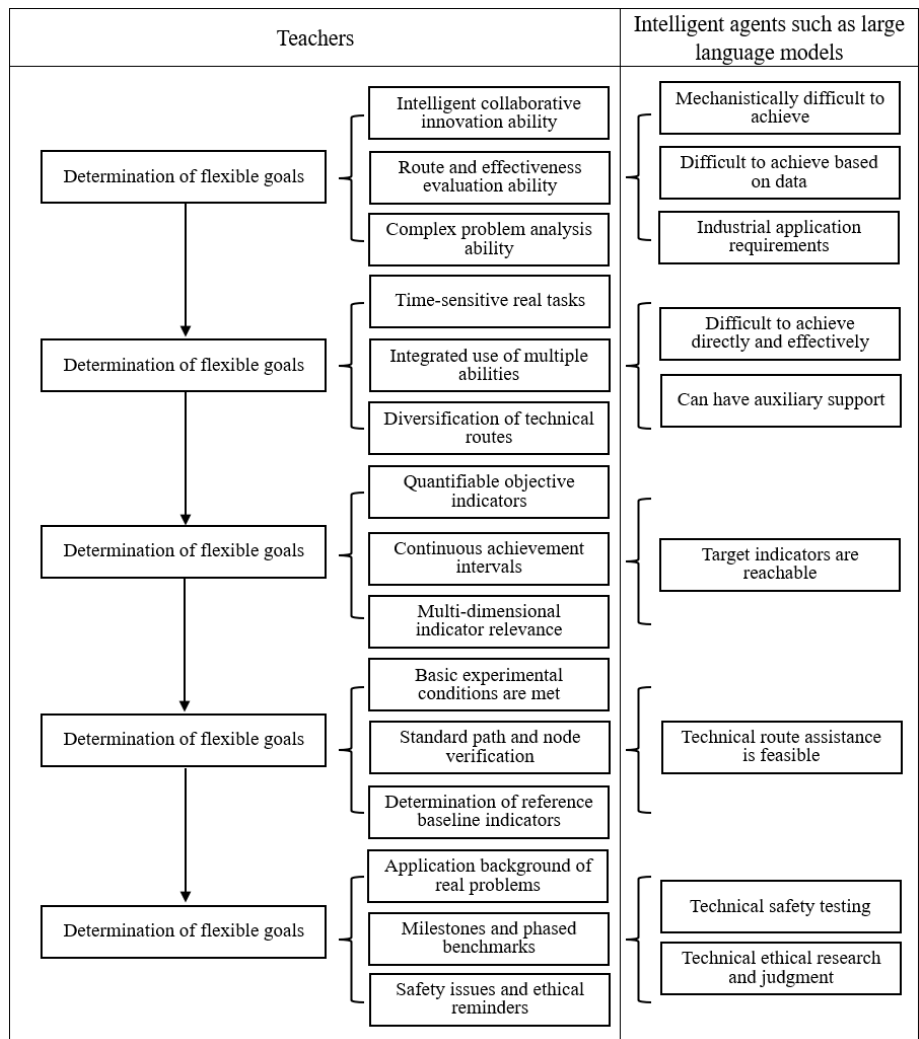 Teachers
Intelligent agents such as large
language models
Determination of flexible goals
Intelligent collaborative
innovation ability
Route and effectiveness
evaluation ability
Complex problem analysis
ability
Mechanistically difficult to
achieve
Difficult to achieve based
on data
Industrial application
requirements
Determination of flexible goals
Time-sensitive real tasks
Integrated use of multiple
abilities
Diversification of technical
routes
Difficult to achieve
directly and effectively
Can have auxiliary support
Determination of flexible goals
Quantifiable objective
indicators
Continuous achievement
intervals
Multi-dimensional
indicator relevance
Target indicators are
reachable
Determination of flexible goals
Basic experimental
conditions are met
Standard path and node
verification
Determination of reference
baseline indicators
Technical route assistance
is feasible
Determination of flexible goals
Application background of
real problems
Milestones and phased
benchmarks
Safety issues and ethical
reminders
Technical safety testing
Technical ethical research
and judgment